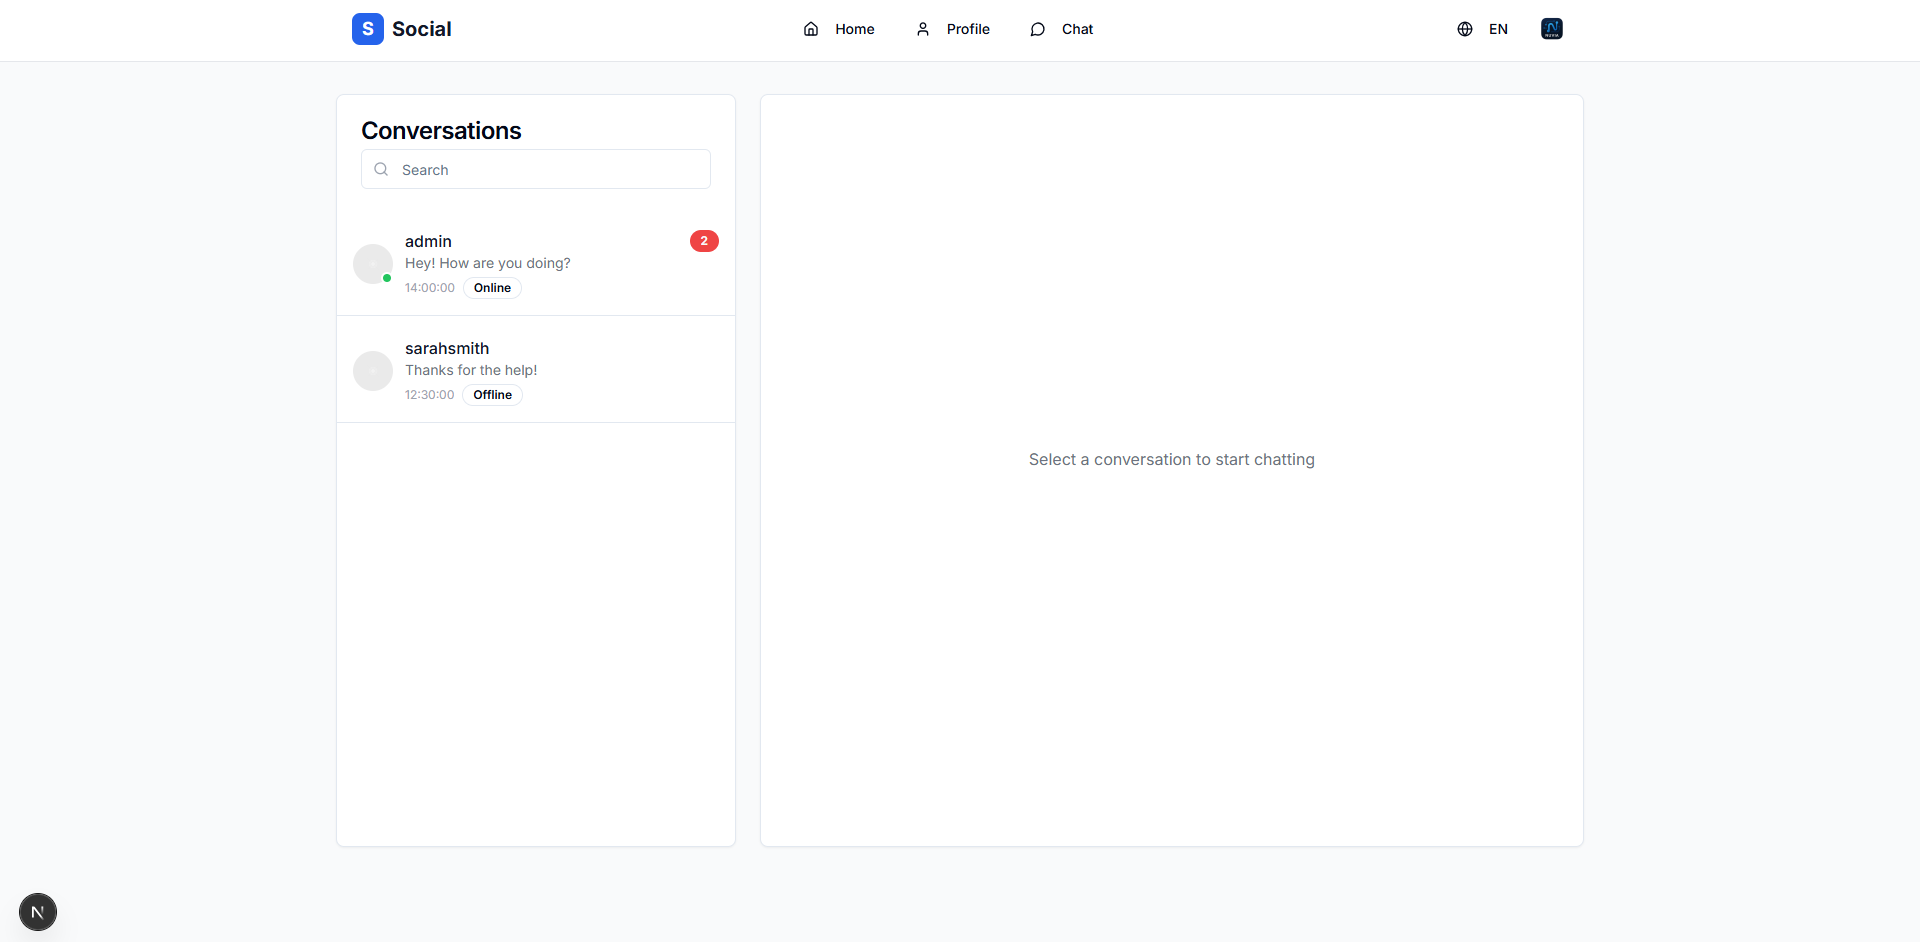 S Social
Home
Profile
Chat
EN
Conversations
Search
admin
2
Hey! How are you doing?
14:00:00 Online
sarahsmith
Thanks for the help!
12:30:00 Offline
Select a conversation to start chatting
N